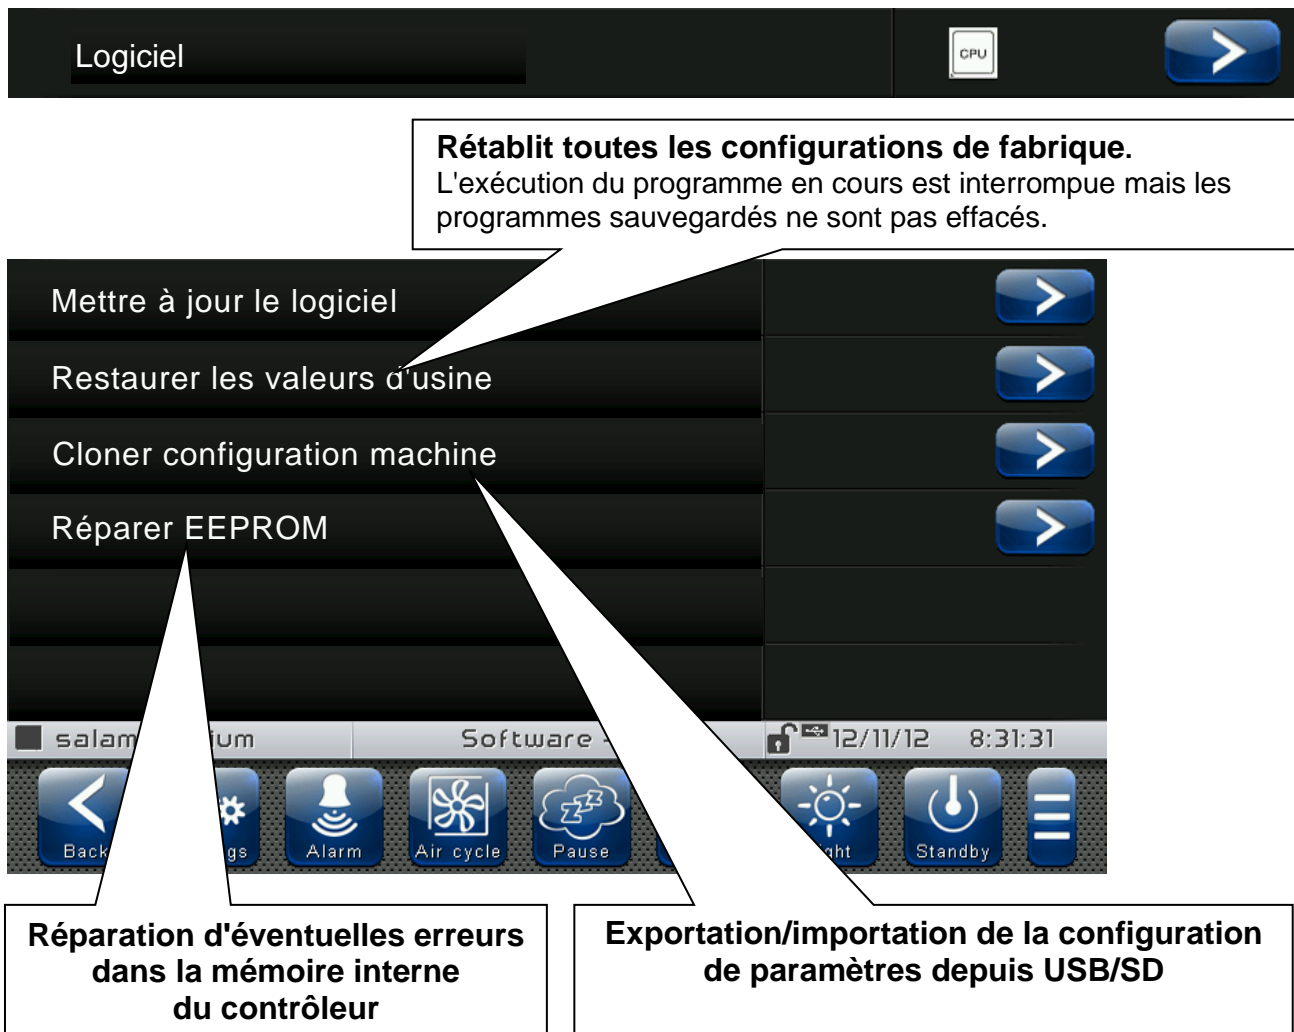 Logiciel
CPU
Rétablit toutes les configurations de fabrique.
L'exécution du programme en cours est interrompue mais les
programmes sauvegardés ne sont pas effacés.
Mettre à jour le logiciel
Restaurer les valeurs d'usine
Cloner configuration machine
Réparer EEPROM
Software -
12/11/12 8:31:31
Back
Alarm
Air cycle
zzz
Pause
Standby
Réparation d'éventuelles erreurs
dans la mémoire interne
du contrôleur
Exportation/importation de la configuration
de paramètres depuis USB/SD